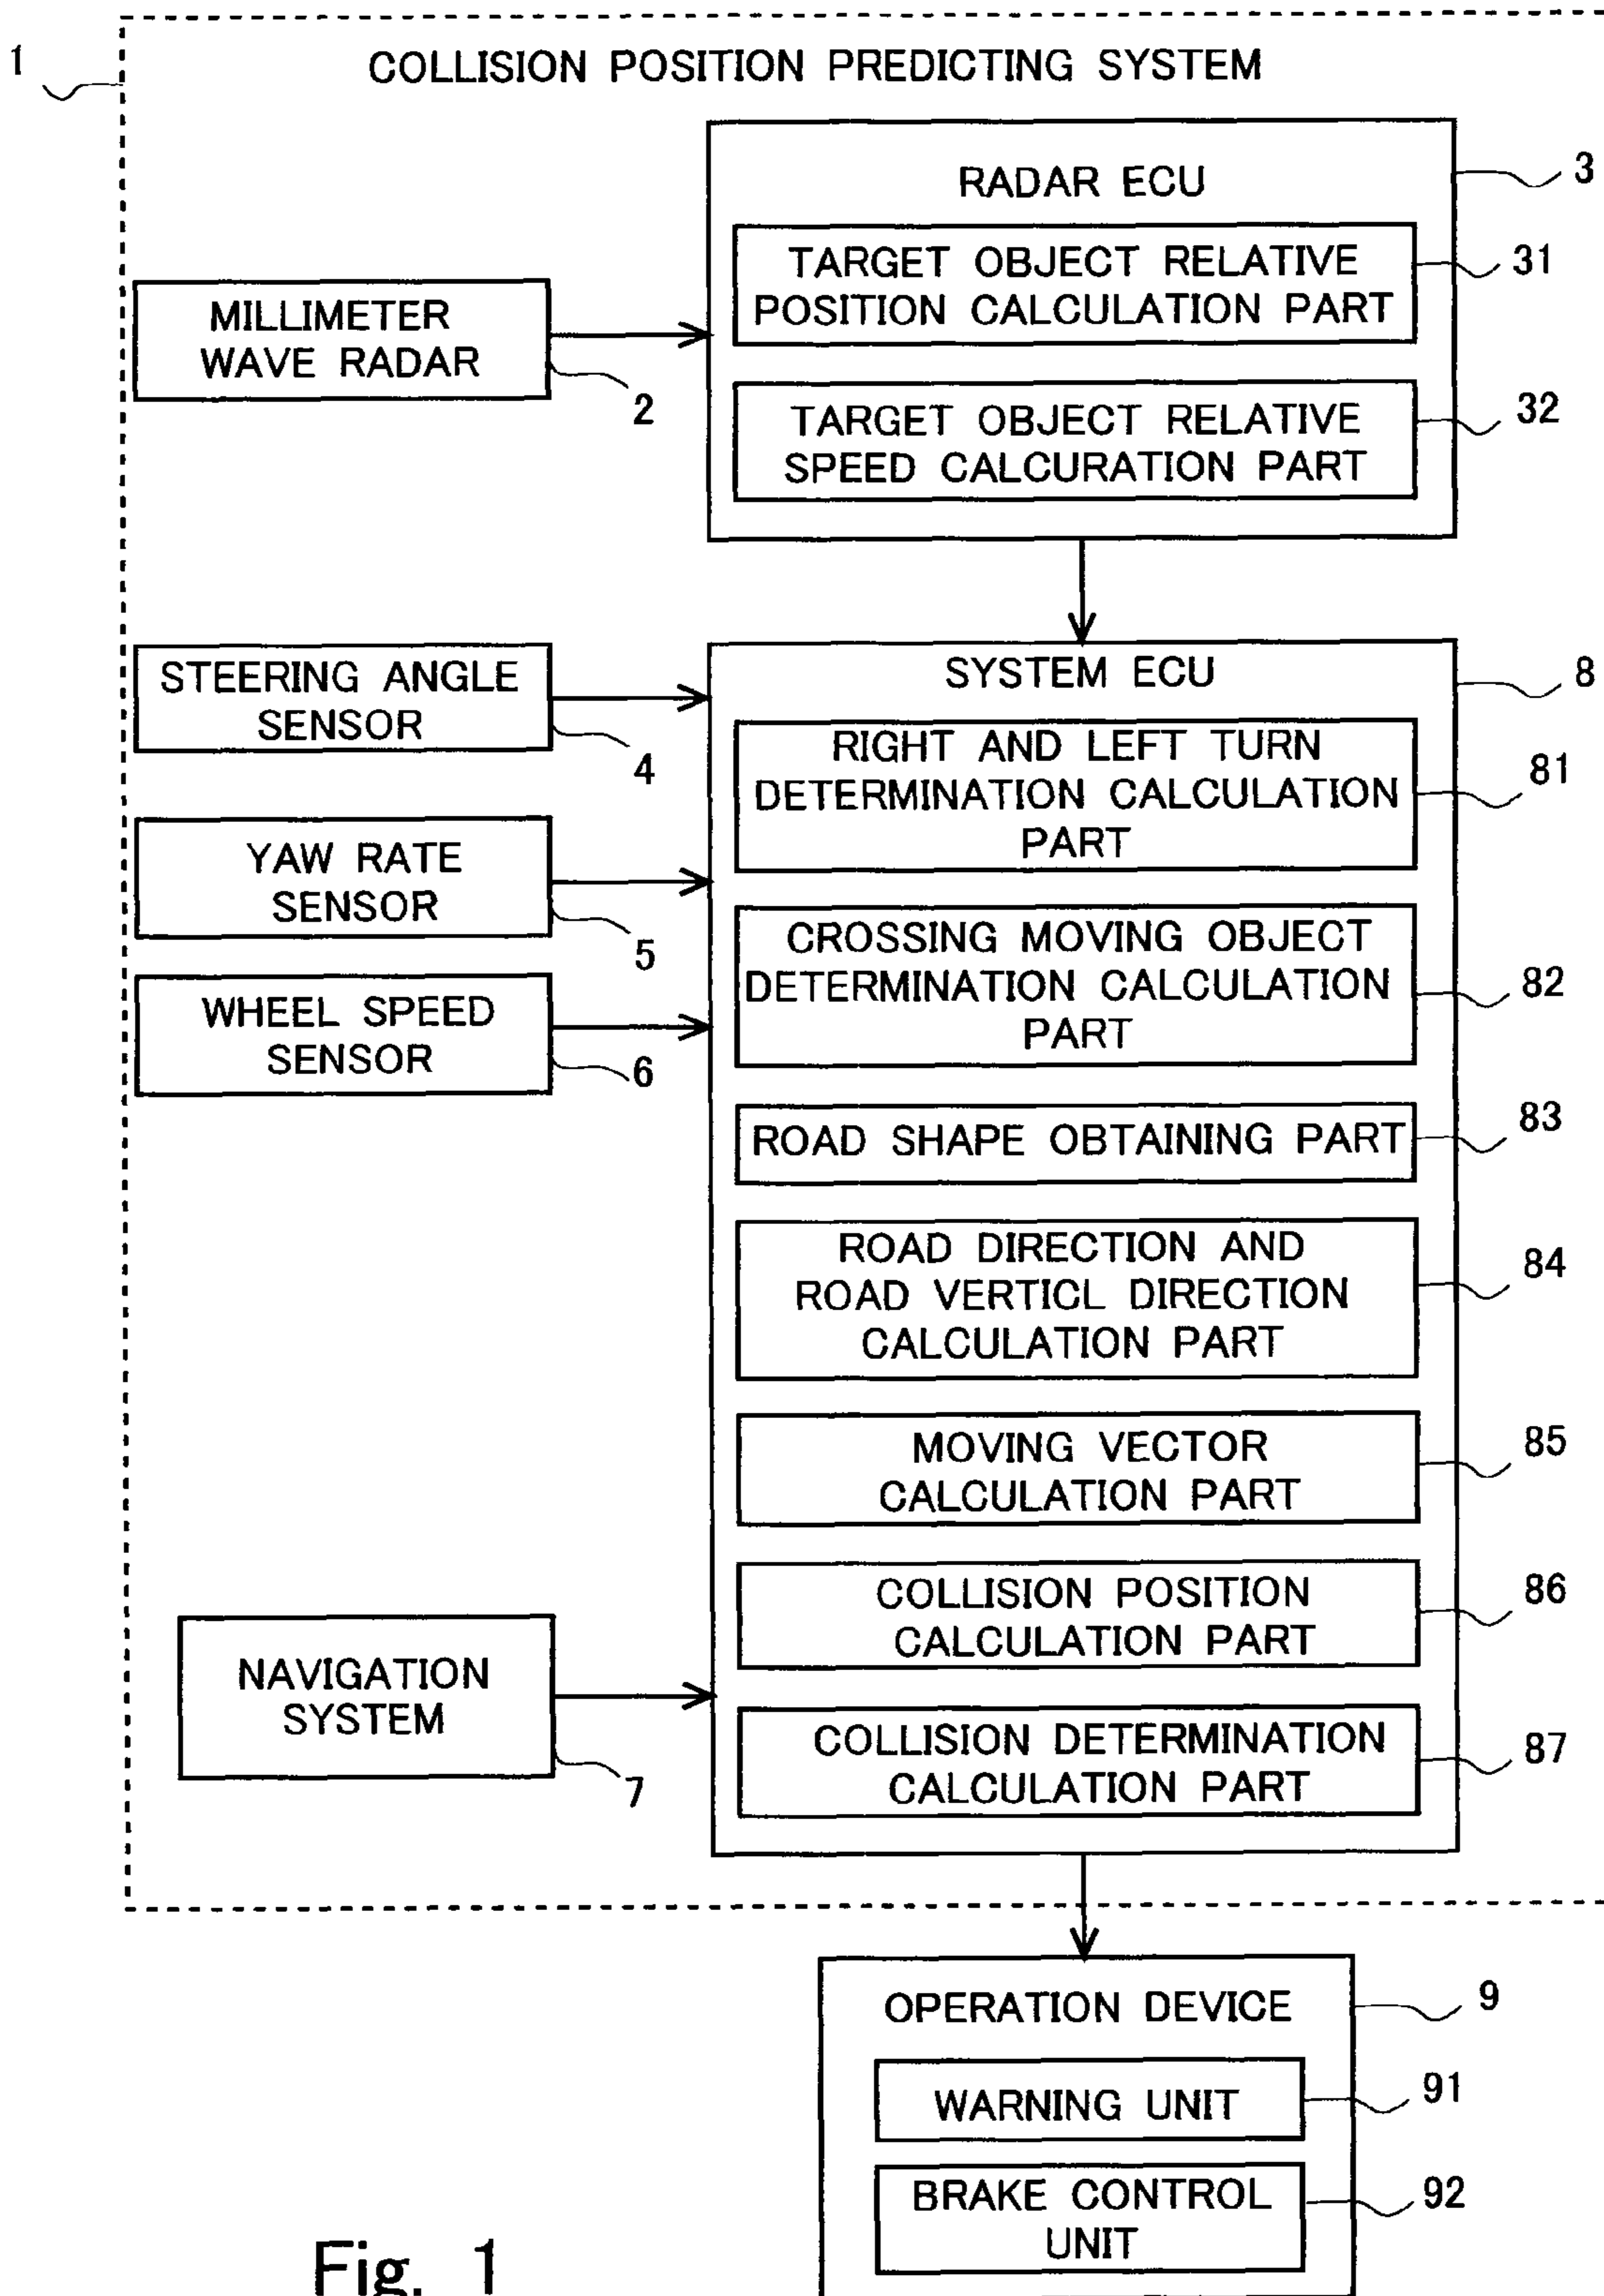 1
COLLISION POSITION PREDICTING SYSTEM
RADAR ECU
3
TARGET OBJECT RELATIVE
POSITION CALCULATION PART
31
MILLIMETER
WAVE RADAR
2
TARGET OBJECT RELATIVE
SPEED CALCURATION PART
32
STEERING ANGLE
SENSOR
4
SYSTEM ECU
8
RIGHT AND LEFT TURN
DETERMINATION CALCULATION
PART
81
YAW RATE
SENSOR
5
CROSSING MOVING OBJECT
DETERMINATION CALCULATION
PART
82
WHEEL SPEED
SENSOR
6
ROAD SHAPE OBTAINING PART
83
ROAD DIRECTION AND
ROAD VERTICL DIRECTION
CALCULATION PART
84
MOVING VECTOR
CALCULATION PART
85
COLLISION POSITION
CALCULATION PART
86
NAVIGATION
SYSTEM
7
COLLISION DETERMINATION
CALCULATION PART
87
OPERATION DEVICE
9
WARNING UNIT
91
BRAKE CONTROL
UNIT
92
Fig. 1